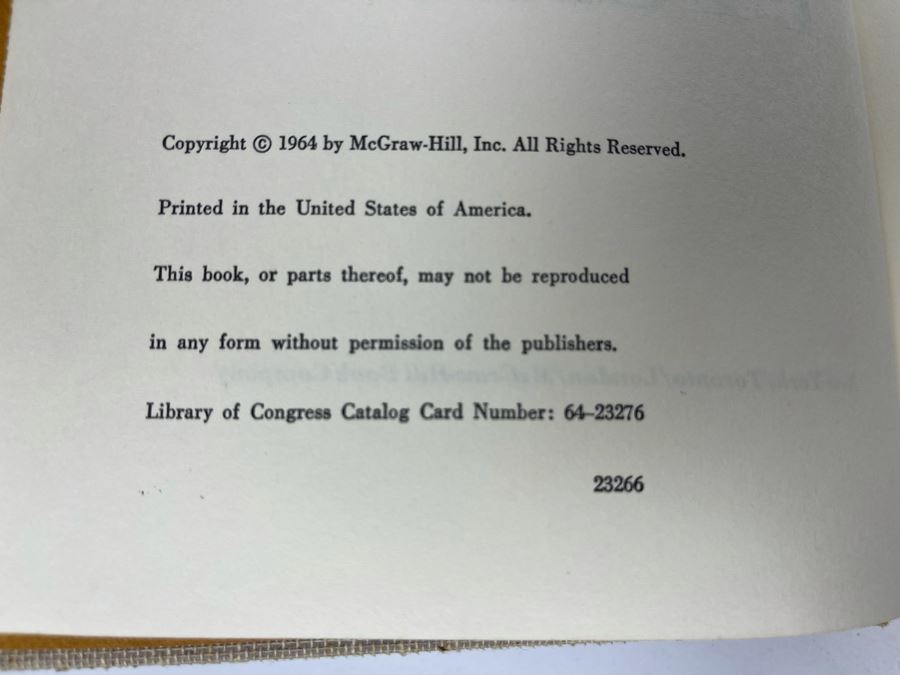 Copyright © 1964 by McGraw-Hill, Inc. All Rights Reserved.
Printed in the United States of America.
This book, or parts thereof, may not be reproduced
in any form without permission of the publishers.
Library of Congress Catalog Card Number: 64–23276
23266